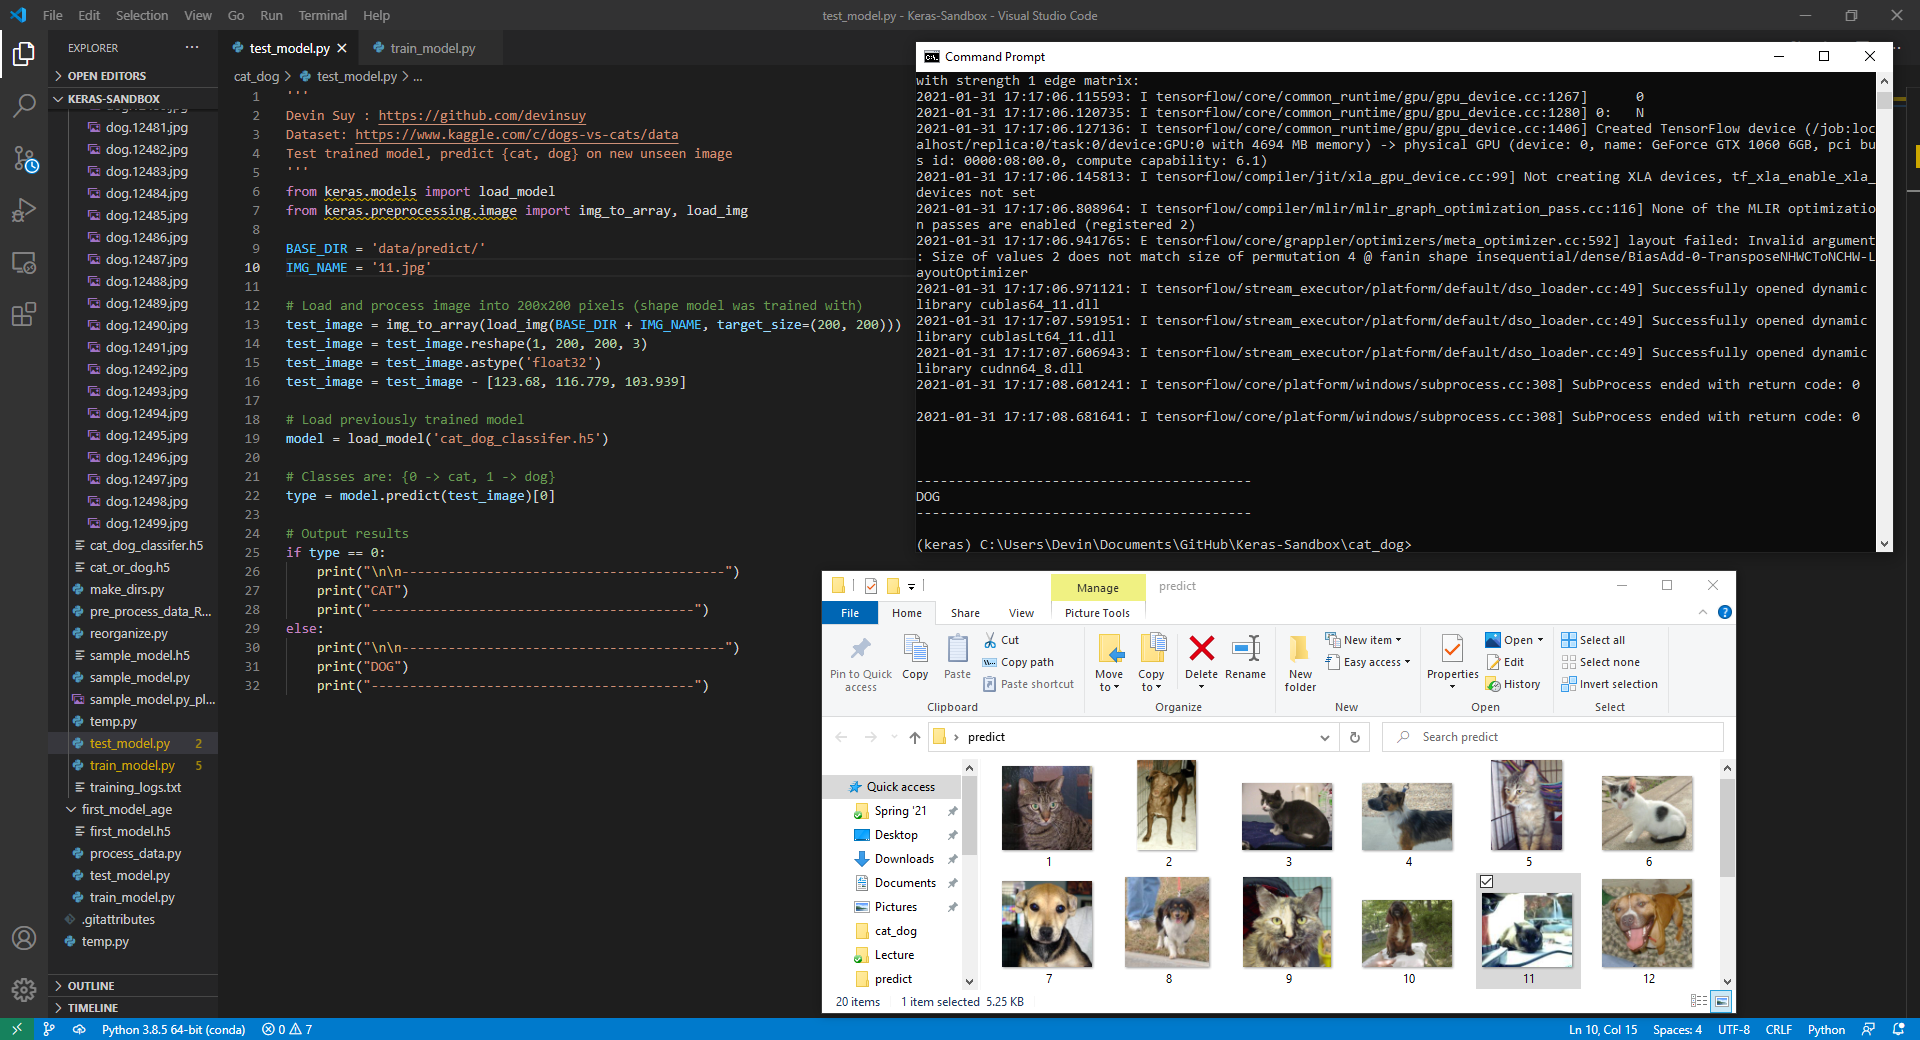 File Edit Selection View Go Run Terminal Help
test_model.py - Keras-Sandbox - Visual Studio Code
EXPLORER
OPEN EDITORS
KERAS-SANDBOX
dog.12481.jpg
dog.12482.jpg
dog.12483.jpg
dog.12484.jpg
dog.12485.jpg
dog.12486.jpg
dog.12487.jpg
dog.12488.jpg
dog.12489.jpg
dog.12490.jpg
dog.12491.jpg
dog.12492.jpg
dog.12493.jpg
dog.12494.jpg
dog.12495.jpg
dog.12496.jpg
dog.12497.jpg
dog.12498.jpg
dog.12499.jpg
cat_dog_classifer.h5
cat_or_dog.h5
make_dirs.py
pre_process_data_R...
reorganize.py
sample_model.h5
sample_model.py
sample_model.py_pl...
temp.py
test_model.py 2
train_model.py 5
training_logs.txt
first_model_age
first_model.h5
process_data.py
test_model.py
train_model.py
.gitattributes
temp.py
OUTLINE
TIMELINE
test_model.py train_model.py
cat_dog > test_model.py > ...
1 '''
2 Devin Suy : https://github.com/devinsuy
3 Dataset: https://www.kaggle.com/c/dogs-vs-cats/data
4 Test trained model, predict {cat, dog} on new unseen image
5 '''
6 from keras.models import load_model
7 from keras.preprocessing.image import img_to_array, load_img
8
9 BASE_DIR = 'data/predict/'
10 IMG_NAME = '11.jpg'
11
12 # Load and process image into 200x200 pixels (shape model was trained with)
13 test_image = img_to_array(load_img(BASE_DIR + IMG_NAME, target_size=(200, 200)))
14 test_image = test_image.reshape(1, 200, 200, 3)
15 test_image = test_image.astype('float32')
16 test_image = test_image - [123.68, 116.779, 103.939]
17
18 # Load previously trained model
19 model = load_model('cat_dog_classifer.h5')
20
21 # Classes are: {0 -> cat, 1 -> dog}
22 type = model.predict(test_image)[0]
23
24 # Output results
25 if type == 0:
26 print("\n\n------------------------------------------")
27 print("CAT")
28 print("------------------------------------------")
29 else:
30 print("\n\n------------------------------------------")
31 print("DOG")
32 print("------------------------------------------")
Command Prompt
with strength 1 edge matrix:
2021-01-31 17:17:06.115593: I tensorflow/core/common_runtime/gpu/gpu_device.cc:1267]      0
2021-01-31 17:17:06.120735: I tensorflow/core/common_runtime/gpu/gpu_device.cc:1280] 0:   N
2021-01-31 17:17:06.127136: I tensorflow/core/common_runtime/gpu/gpu_device.cc:1406] Created TensorFlow device (/job:loc
alhost/replica:0/task:0/device:GPU:0 with 4694 MB memory) -> physical GPU (device: 0, name: GeForce GTX 1060 6GB, pci bu
s id: 0000:08:00.0, compute capability: 6.1)
2021-01-31 17:17:06.145813: I tensorflow/compiler/jit/xla_gpu_device.cc:99] Not creating XLA devices, tf_xla_enable_xla_
devices not set
2021-01-31 17:17:06.808964: I tensorflow/compiler/mlir/mlir_graph_optimization_pass.cc:116] None of the MLIR optimizatio
n passes are enabled (registered 2)
2021-01-31 17:17:06.941765: E tensorflow/core/grappler/optimizers/meta_optimizer.cc:592] layout failed: Invalid argument
: Size of values 2 does not match size of permutation 4 @ fanin shape insequential/dense/BiasAdd-0-TransposeNHWCToNCHW-L
ayoutOptimizer
2021-01-31 17:17:06.971121: I tensorflow/stream_executor/platform/default/dso_loader.cc:49] Successfully opened dynamic
library cublas64_11.dll
2021-01-31 17:17:07.591951: I tensorflow/stream_executor/platform/default/dso_loader.cc:49] Successfully opened dynamic
library cublasLt64_11.dll
2021-01-31 17:17:07.606943: I tensorflow/stream_executor/platform/default/dso_loader.cc:49] Successfully opened dynamic
library cudnn64_8.dll
2021-01-31 17:17:08.601241: I tensorflow/core/platform/windows/subprocess.cc:308] SubProcess ended with return code: 0
2021-01-31 17:17:08.681641: I tensorflow/core/platform/windows/subprocess.cc:308] SubProcess ended with return code: 0
------------------------------------------
DOG
------------------------------------------
(keras) C:\Users\Devin\Documents\GitHub\Keras-Sandbox\cat_dog>
Manage predict
File Home Share View Picture Tools
Pin to Quick access
Copy
Paste
Cut
Copy path
Paste shortcut
Clipboard
Move to
Copy to
Delete
Rename
Organize
New folder
New item
Easy access
New
Properties
Open
Edit
History
Open
Select all
Select none
Invert selection
Select
predict
Search predict
Quick access
Spring '21
Desktop
Downloads
Documents
Pictures
cat_dog
Lecture
predict
1 2 3 4 5 6
7 8 9 10 11 12
20 items 1 item selected 5.25 KB
Python 3.8.5 64-bit (conda) 0 7
Ln 10, Col 15 Spaces: 4 UTF-8 CRLF Python